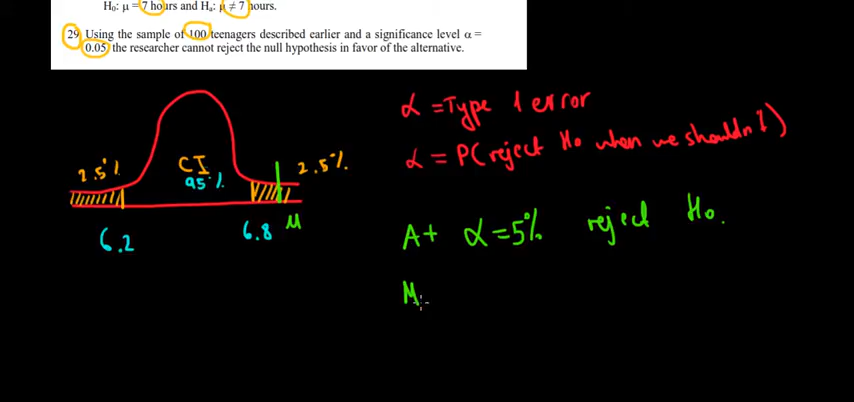 H₀: μ = 7 hours and Hₐ: μ ≠ 7 hours.
29 Using the sample of 100 teenagers described earlier and a significance level α =
0.05 the researcher cannot reject the null hypothesis in favor of the alternative.
α = Type 1 error
α = P( reject H₀ when we shouldn't )
2.5% CI 95% 2.5%
6.2 6.8 M
At α = 5% reject H₀.
M